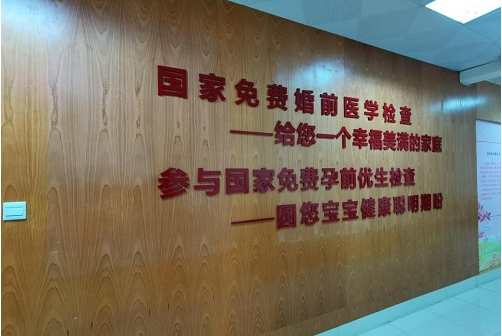 国家免费婚前医学检查
——给您一个幸福美满的家庭
参与国家免费孕前优生检查
——圆您宝宝健康聪明期盼